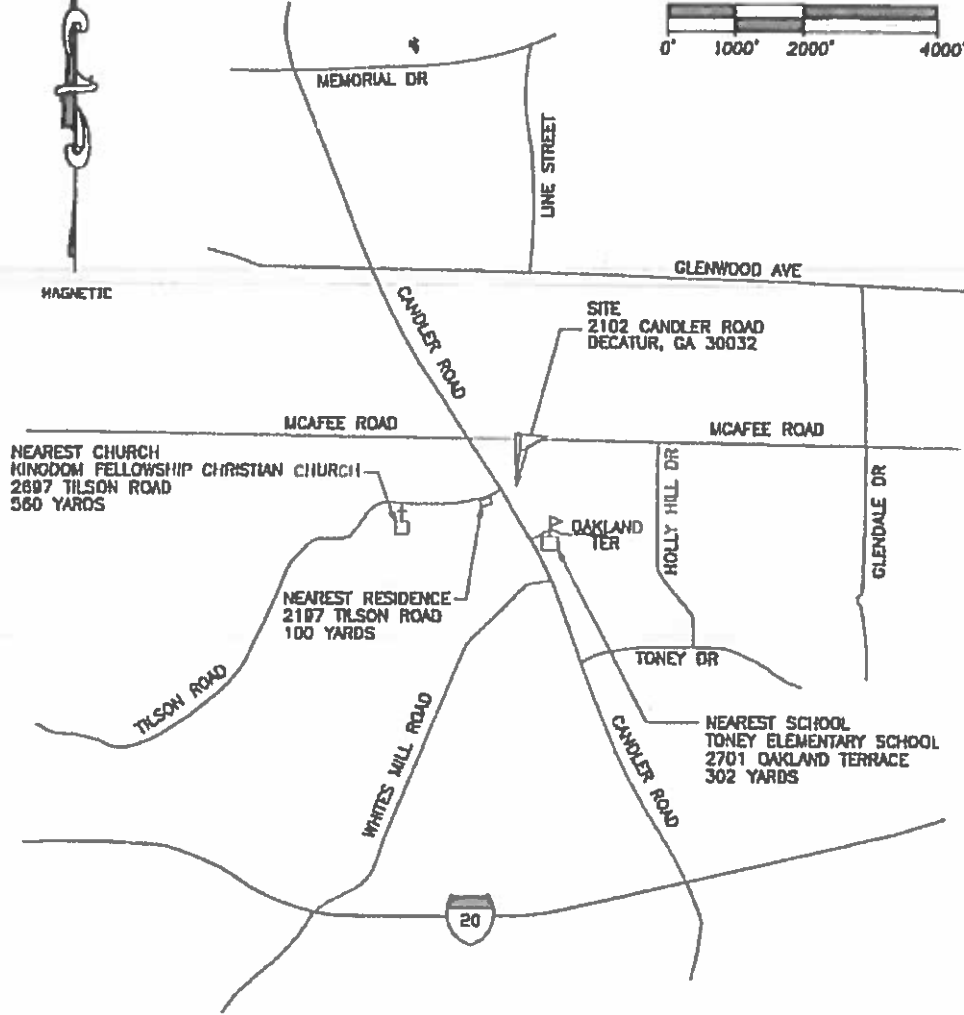 0' 1000' 2000' 4000'
MEMORIAL DR
LINE STREET
MAGNETIC
GLENWOOD AVE
CANDLER ROAD
SITE
2102 CANDLER ROAD
DECATUR, GA 30032
MCAFEE ROAD
MCAFEE ROAD
NEAREST CHURCH
KINGDOM FELLOWSHIP CHRISTIAN CHURCH
2697 TILSON ROAD
560 YARDS
OAKLAND
TER
HOLLY HILL DR
GLENDALE DR
NEAREST RESIDENCE
2197 TILSON ROAD
100 YARDS
TONEY DR
TILSON ROAD
WHITES MILL ROAD
CANDLER ROAD
NEAREST SCHOOL
TONEY ELEMENTARY SCHOOL
2701 OAKLAND TERRACE
302 YARDS
20